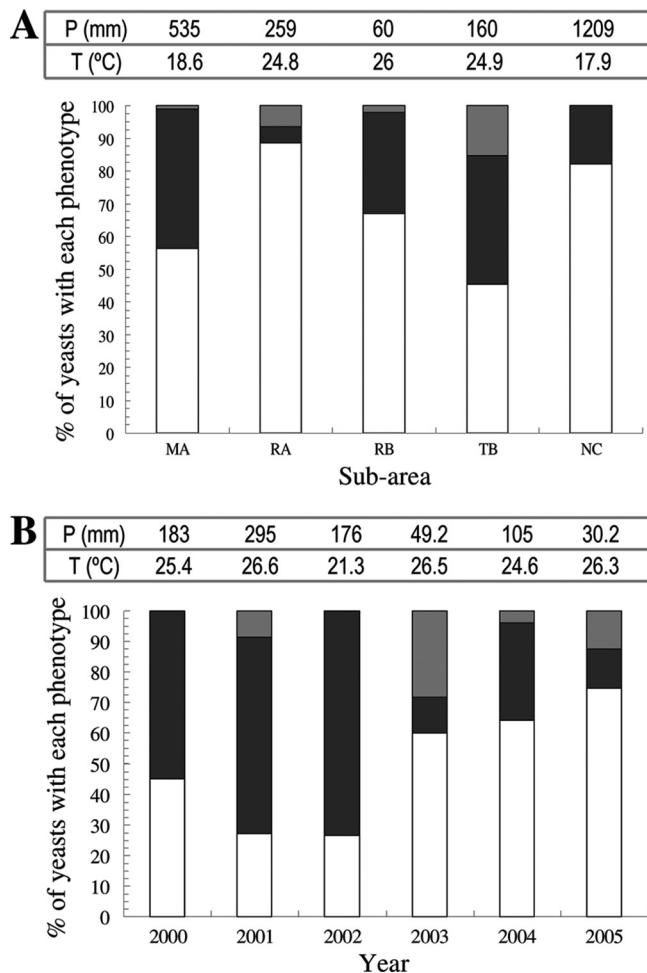 A
P (mm) 535 259 60 160 1209
T (ºC) 18.6 24.8 26 24.9 17.9
% of yeasts with each phenotype
100
90
80
70
60
50
40
30
20
10
0
MA RA RB TB NC
Sub-area
B
P (mm) 183 295 176 49.2 105 30.2
T (ºC) 25.4 26.6 21.3 26.5 24.6 26.3
% of yeasts with each phenotype
100
90
80
70
60
50
40
30
20
10
0
2000 2001 2002 2003 2004 2005
Year